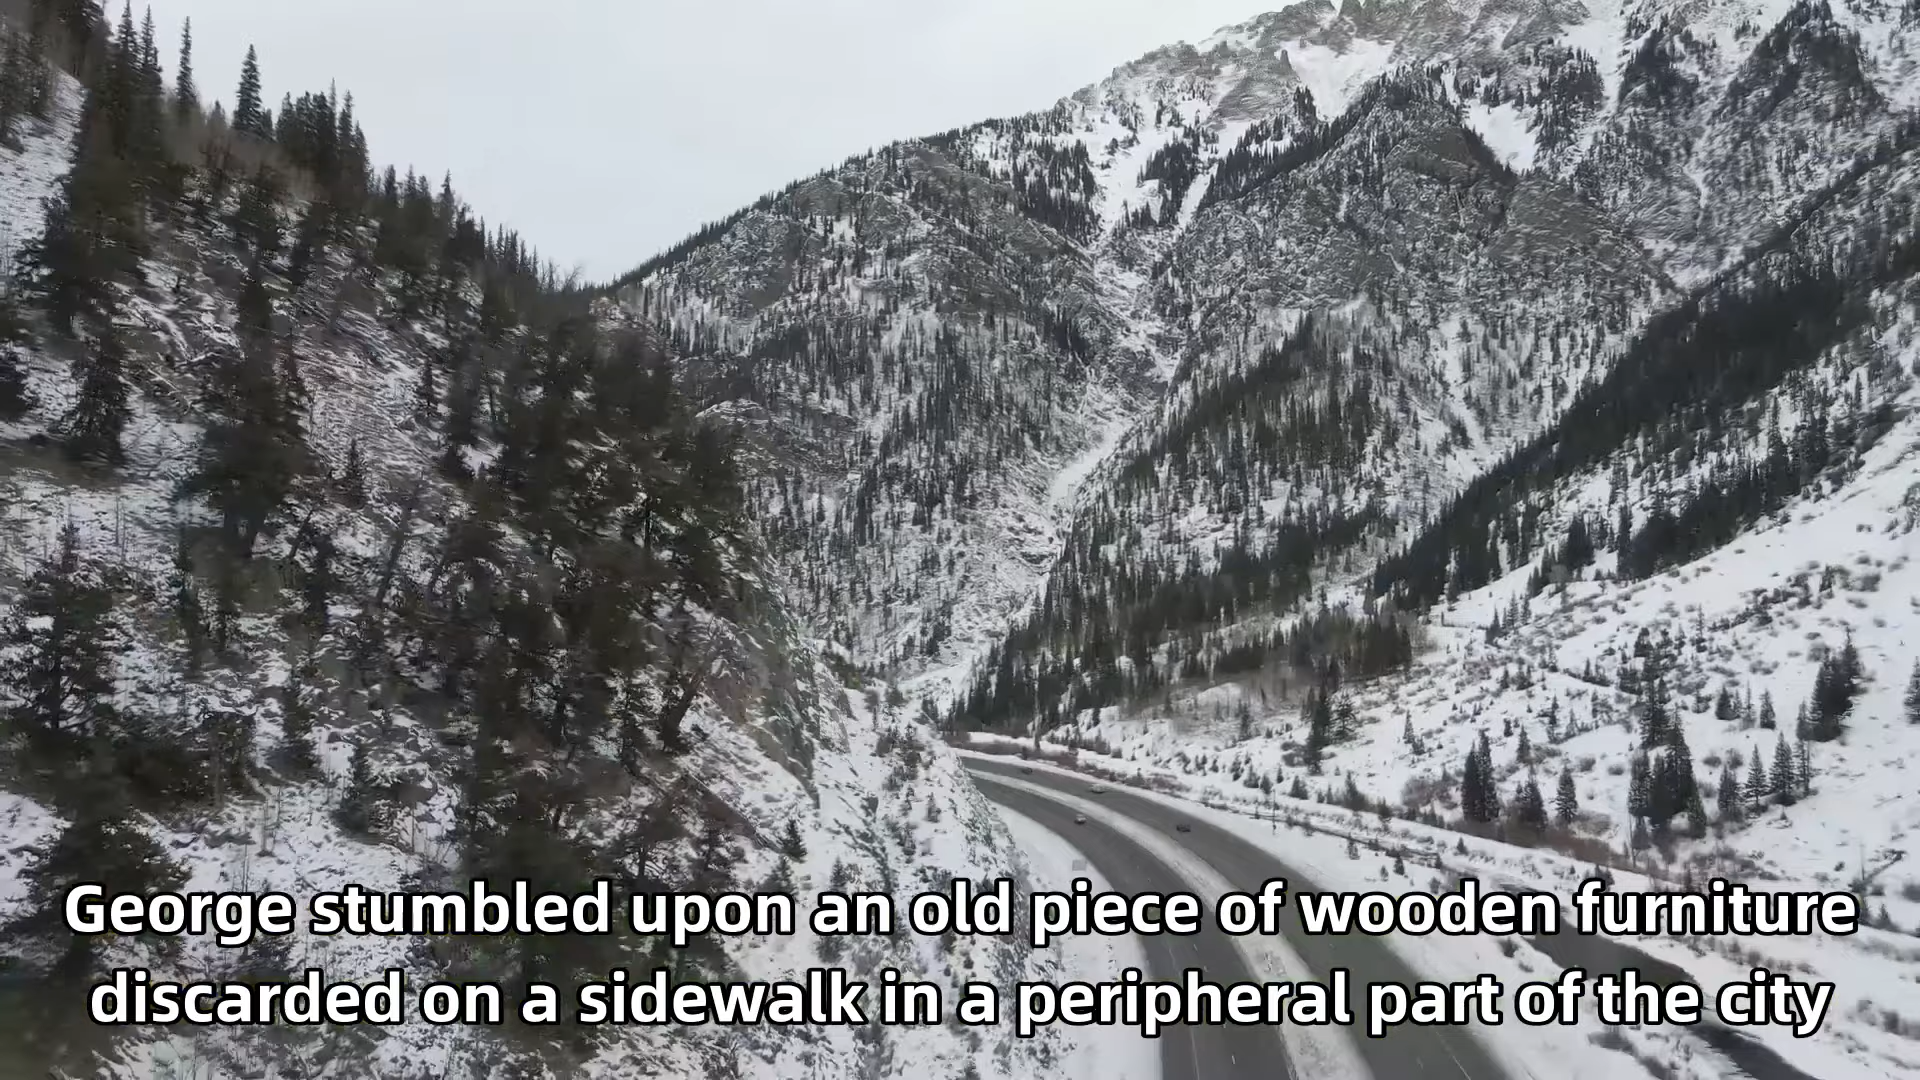 George stumbled upon an old piece of wooden furniture
discarded on a sidewalk in a peripheral part of the city